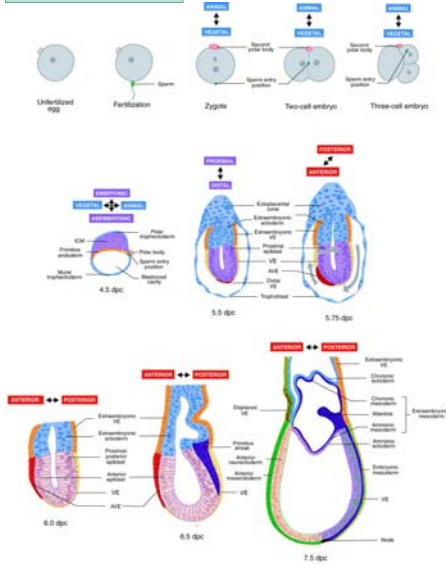 ANIMAL
VEGETAL
Second
polar body
Sperm entry
position
Sperm
Unfertilized
egg
Fertilization
Zygote
ANIMAL
VEGETAL
Second
polar body
Sperm entry
position
Two-cell embryo
ANIMAL
VEGETAL
Three-cell embryo
EMBRYONIC
VEGETAL
ANIMAL
ABEMBRYONIC
Polar
trophectoderm
ICM
Primitive
endoderm
Polar body
Sperm entry
position
Mural
trophectoderm
Blastocoel cavity
4.5 dpc
PROXIMAL
DISTAL
POSTERIOR
ANTERIOR
Ectoplacental
cone
Extraembryonic
ectoderm
Extraembryonic
VE
Proximal
epiblast
VE
AVE
Distal
VE
Trophoblast
5.5 dpc
5.75 dpc
ANTERIOR
POSTERIOR
Extraembryonic
VE
Extraembryonic
ectoderm
Proximal-
posterior
epiblast
Anterior
epiblast
VE
AVE
6.0 dpc
ANTERIOR
POSTERIOR
Primitive
streak
VE
6.5 dpc
ANTERIOR
POSTERIOR
Extraembryonic
VE
Chorionic
ectoderm
Chorionic
mesoderm
Allantois
Amnionic
mesoderm
Extraembryonic
mesoderm
Amnionic
ectoderm
Displaced VE
Anterior
neurectoderm
Anterior
mesendoderm
Embryonic
mesoderm
VE
Node
7.5 dpc